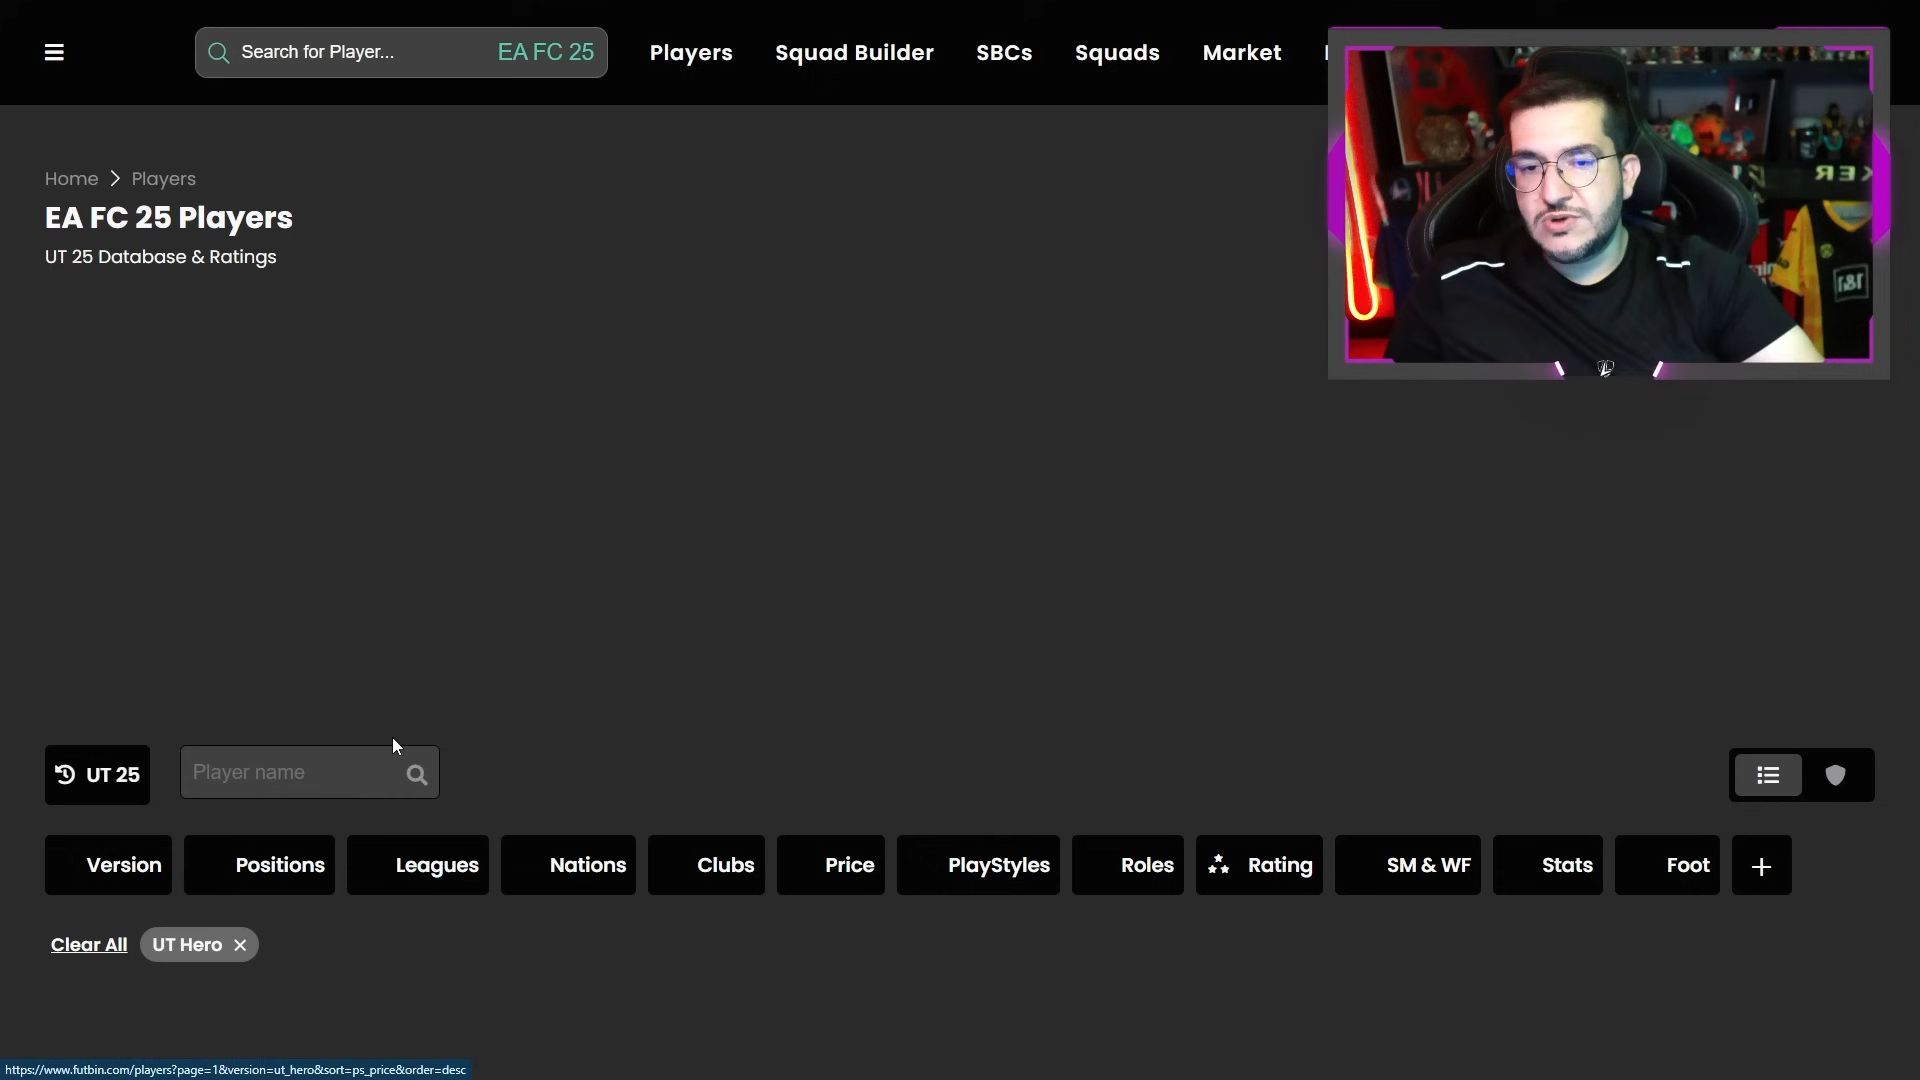 Search for Player... EA FC 25 Players Squad Builder SBCs Squads Market
Home Players
EA FC 25 Players
UT 25 Database & Ratings
UT 25 Player name
Version Positions Leagues Nations Clubs Price PlayStyles Roles Rating SM & WF Stats Foot +
Clear All UT Hero ×
https://www.futbin.com/players?page=1&version=ut_hero&sort=ps_price&order=desc